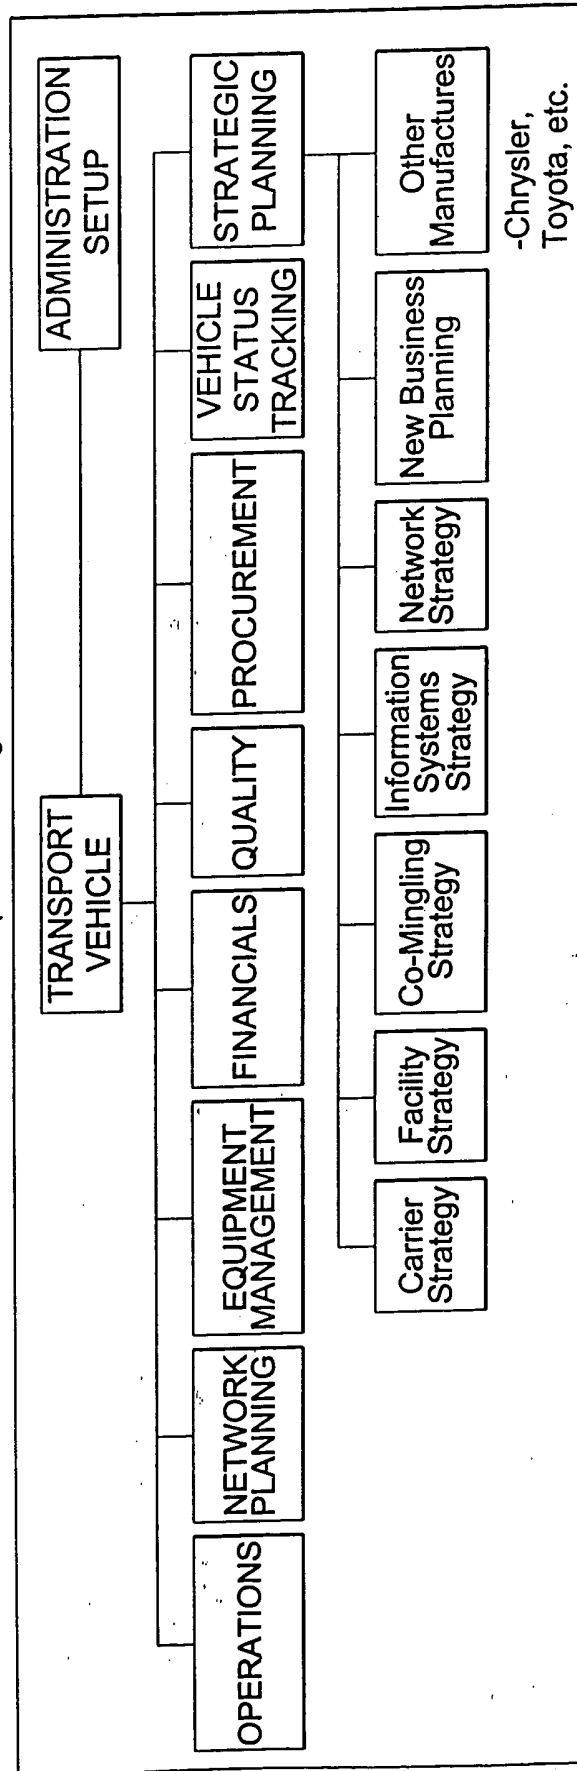 TRANSPORT
VEHICLE
ADMINISTRATION
SETUP
OPERATIONS
NETWORK
PLANNING
EQUIPMENT
MANAGEMENT
FINANCIALS
QUALITY
PROCUREMENT
VEHICLE
STATUS
TRACKING
STRATEGIC
PLANNING
Carrier
Strategy
Facility
Strategy
Co-Mingling
Strategy
Information
Systems
Strategy
Network
Strategy
New Business
Planning
Other
Manufactures
-Chrysler,
Toyota, etc.